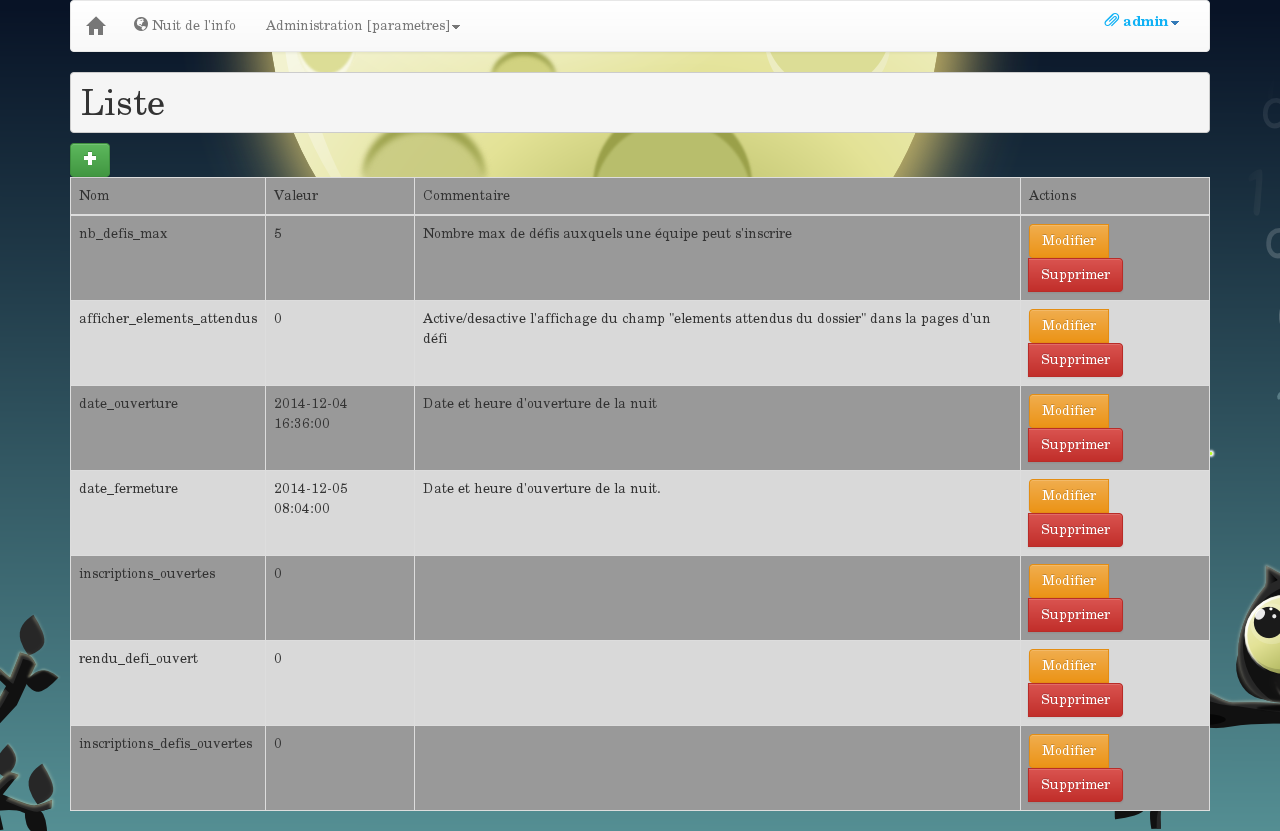 Nuit de l'info Administration [parametres] admin
Liste
Nom Valeur Commentaire Actions
nb_defis_max 5 Nombre max de défis auxquels une équipe peut s'inscrire Modifier
Supprimer
afficher_elements_attendus 0 Active/desactive l'affichage du champ "elements attendus du dossier" dans la pages d'un Modifier
défi Supprimer
date_ouverture 2014-12-04 Date et heure d'ouverture de la nuit Modifier
16:36:00 Supprimer
date_fermeture 2014-12-05 Date et heure d'ouverture de la nuit. Modifier
08:04:00 Supprimer
inscriptions_ouvertes 0 Modifier
Supprimer
rendu_defi_ouvert 0 Modifier
Supprimer
inscriptions_defis_ouvertes 0 Modifier
Supprimer